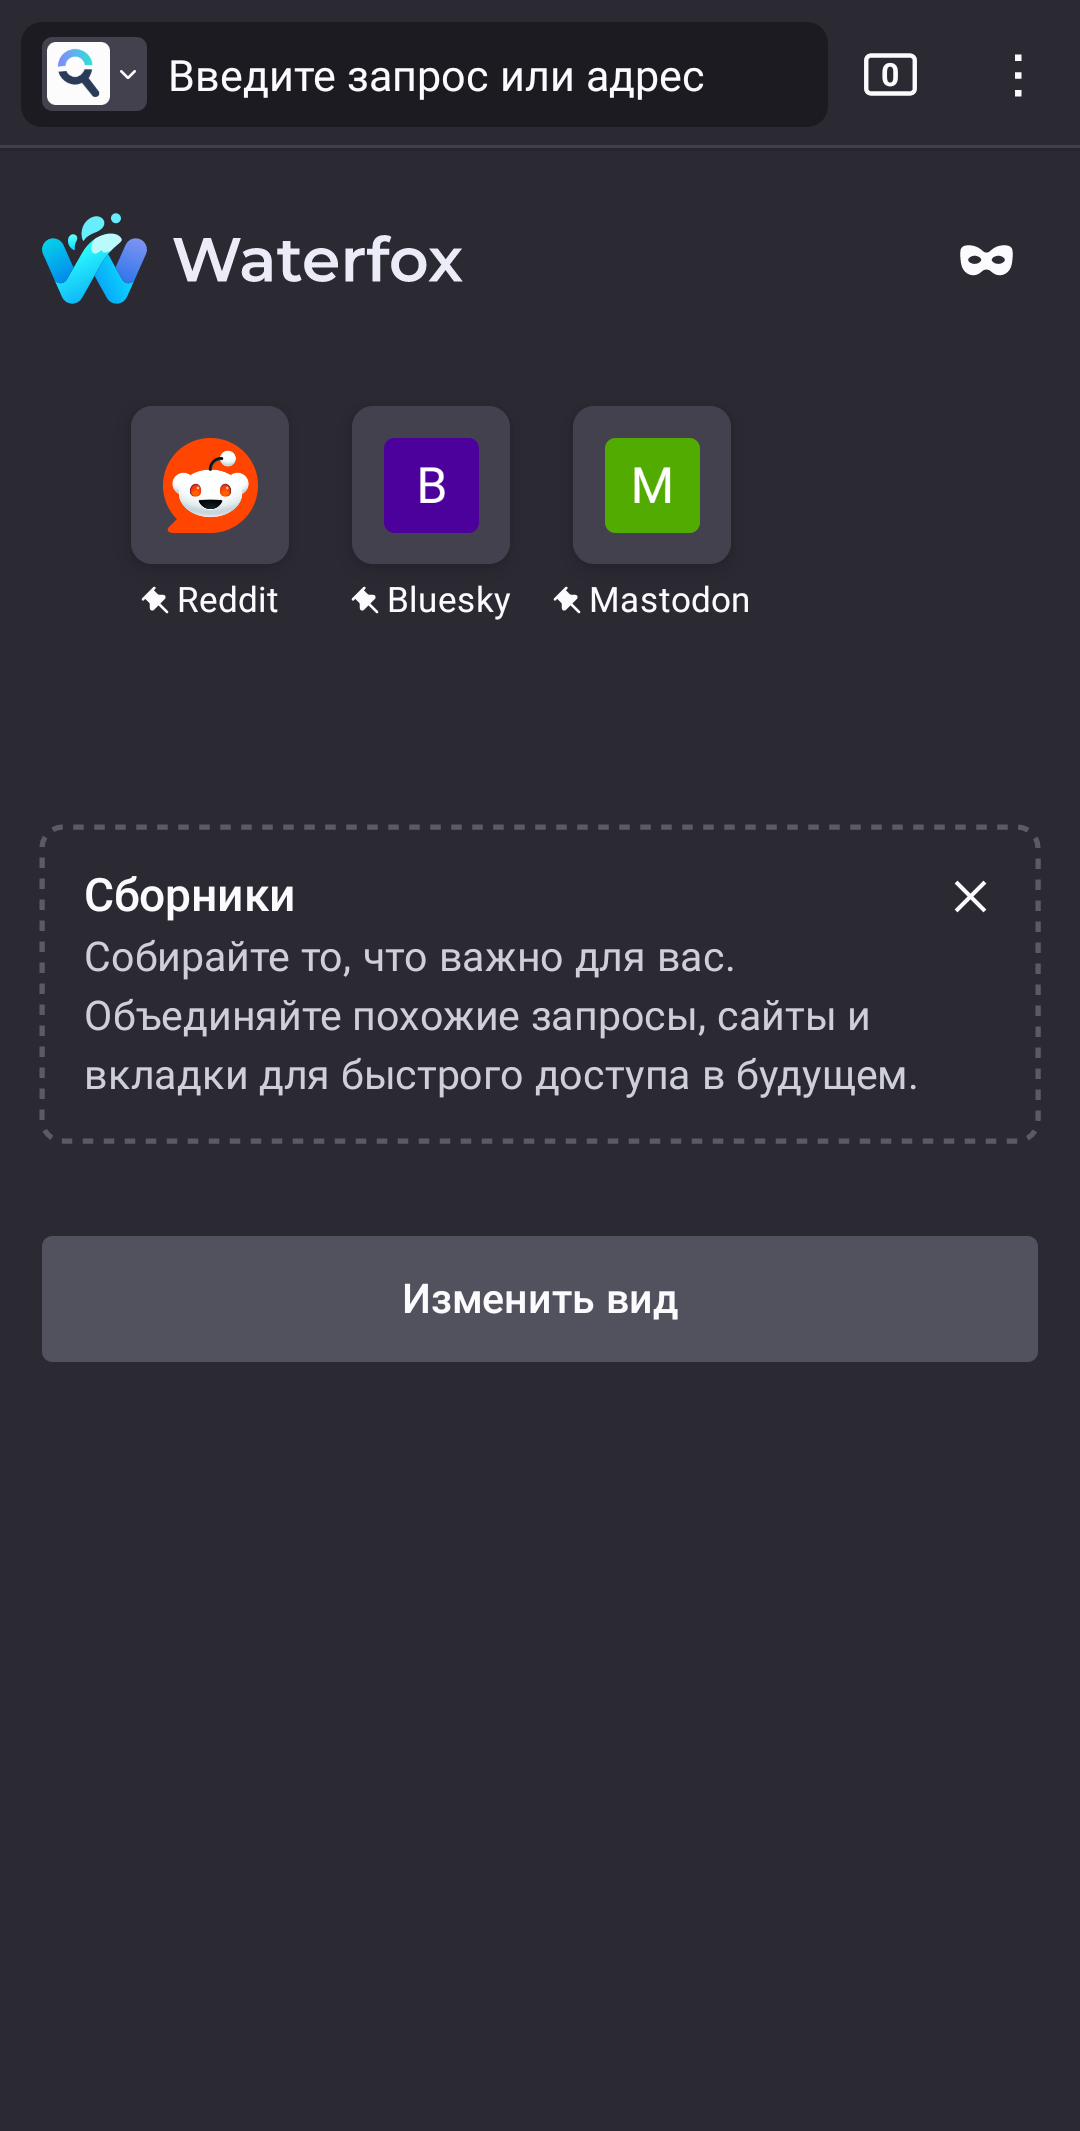 Введите запрос или адрес
0
Waterfox
B
M
Reddit
Bluesky
Mastodon
Сборники
Собирайте то, что важно для вас.
Объединяйте похожие запросы, сайты и
вкладки для быстрого доступа в будущем.
Изменить вид